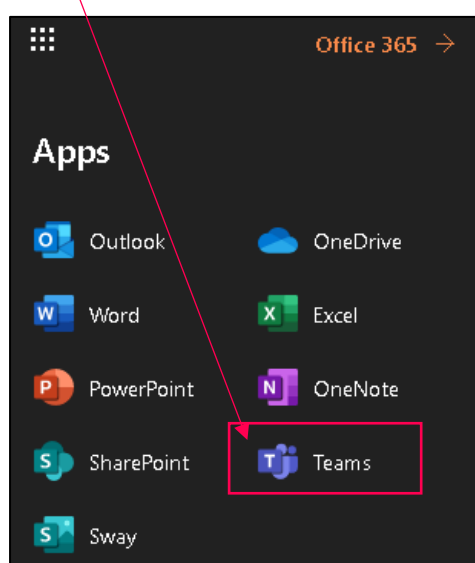 Office 365 →
Apps
Outlook OneDrive
Word Excel
PowerPoint OneNote
SharePoint Teams
Sway